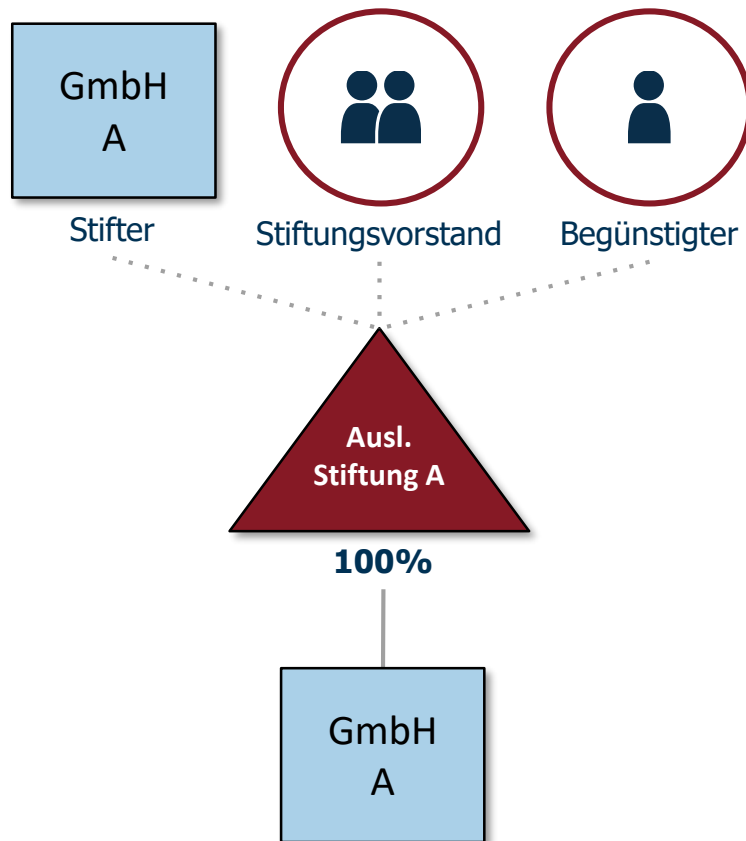 GmbH
A
Stifter
Stiftungsvorstand
Begünstigter
Ausl.
Stiftung A
100%
GmbH
A